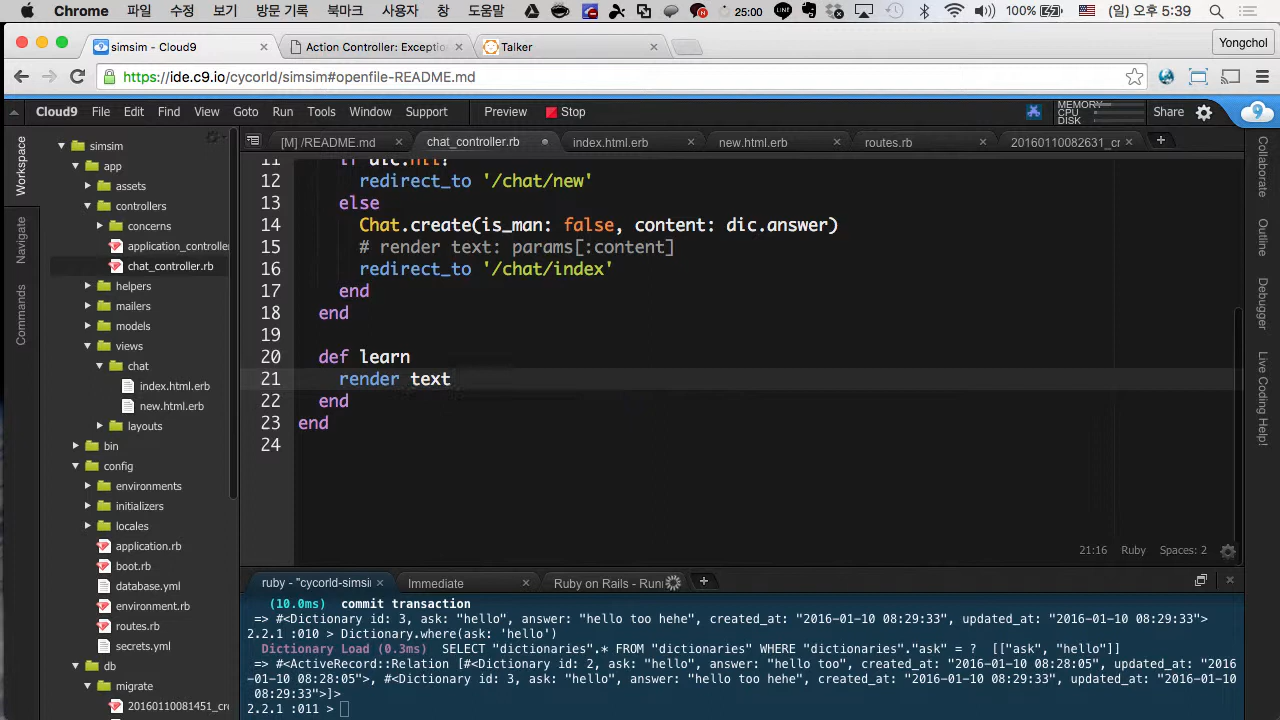 Chrome 파일 수정 보기 방문 기록 북마크 사용자 창 도움말 25:00 LINE 100% (일) 오후 5:39
simsim - Cloud9 × Action Controller: Exceptio × Talker × Yongchol
https://ide.c9.io/cycorld/simsim#openfile-README.md
Cloud9 File Edit Find View Goto Run Tools Window Support Preview Stop MEMORY CPU DISK Share
Workspace
Navigate
Commands
simsim
app
assets
controllers
concerns
application_controlle
chat_controller.rb
helpers
mailers
models
views
chat
index.html.erb
new.html.erb
layouts
bin
config
environments
initializers
locales
application.rb
boot.rb
database.yml
environment.rb
routes.rb
secrets.yml
db
migrate
20160110081451_cr
[M] /README.md × chat_controller.rb index.html.erb × new.html.erb × routes.rb × 20160110082631_cr ×
11 if dic.nil?
12 redirect_to '/chat/new'
13 else
14 Chat.create(is_man: false, content: dic.answer)
15 # render text: params[:content]
16 redirect_to '/chat/index'
17 end
18 end
19
20 def learn
21 render text
22 end
23 end
24
21:16 Ruby Spaces: 2
Collaborate
Outline
Debugger
Live Coding Help!
ruby - "cycorld-simsi × Immediate × Ruby on Rails - Run
(10.0ms) commit transaction
=> #<Dictionary id: 3, ask: "hello", answer: "hello too hehe", created_at: "2016-01-10 08:29:33", updated_at: "2016-01-10 08:29:33">
2.2.1 :010 > Dictionary.where(ask: 'hello')
Dictionary Load (0.3ms) SELECT "dictionaries".* FROM "dictionaries" WHERE "dictionaries"."ask" = ? [["ask", "hello"]]
=> #<ActiveRecord::Relation [#<Dictionary id: 2, ask: "hello", answer: "hello too", created_at: "2016-01-10 08:28:05", updated_at: "2016
-01-10 08:28:05">, #<Dictionary id: 3, ask: "hello", answer: "hello too hehe", created_at: "2016-01-10 08:29:33", updated_at: "2016-01-10
08:29:33">]>
2.2.1 :011 >